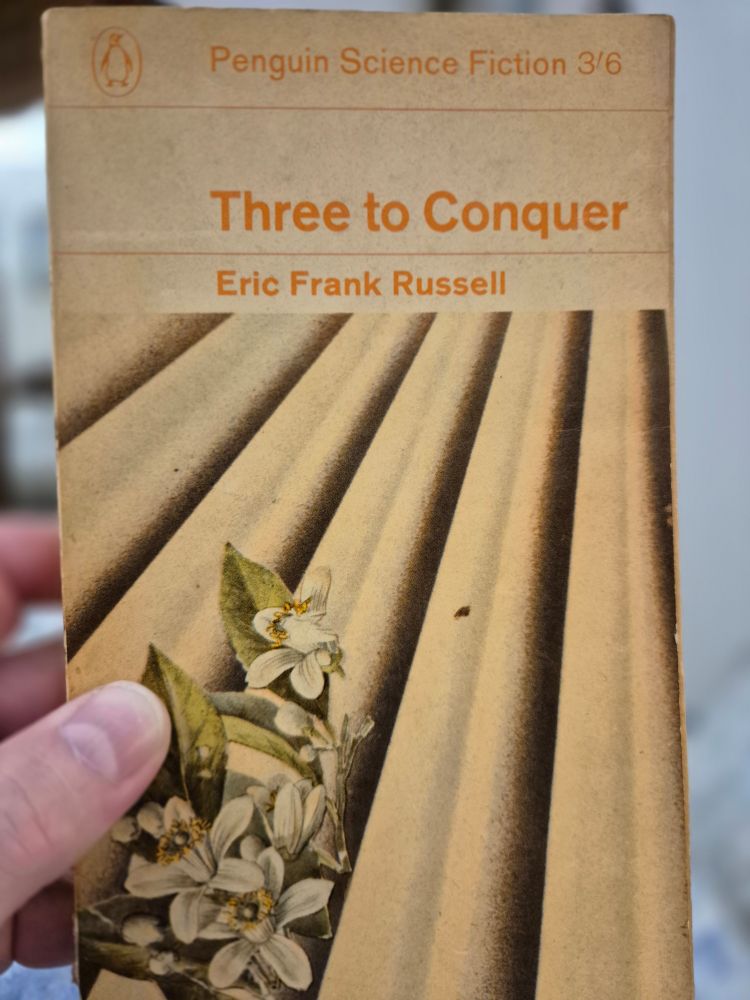 Penguin Science Fiction 3'6
Three to Conquer
Eric Frank Russell